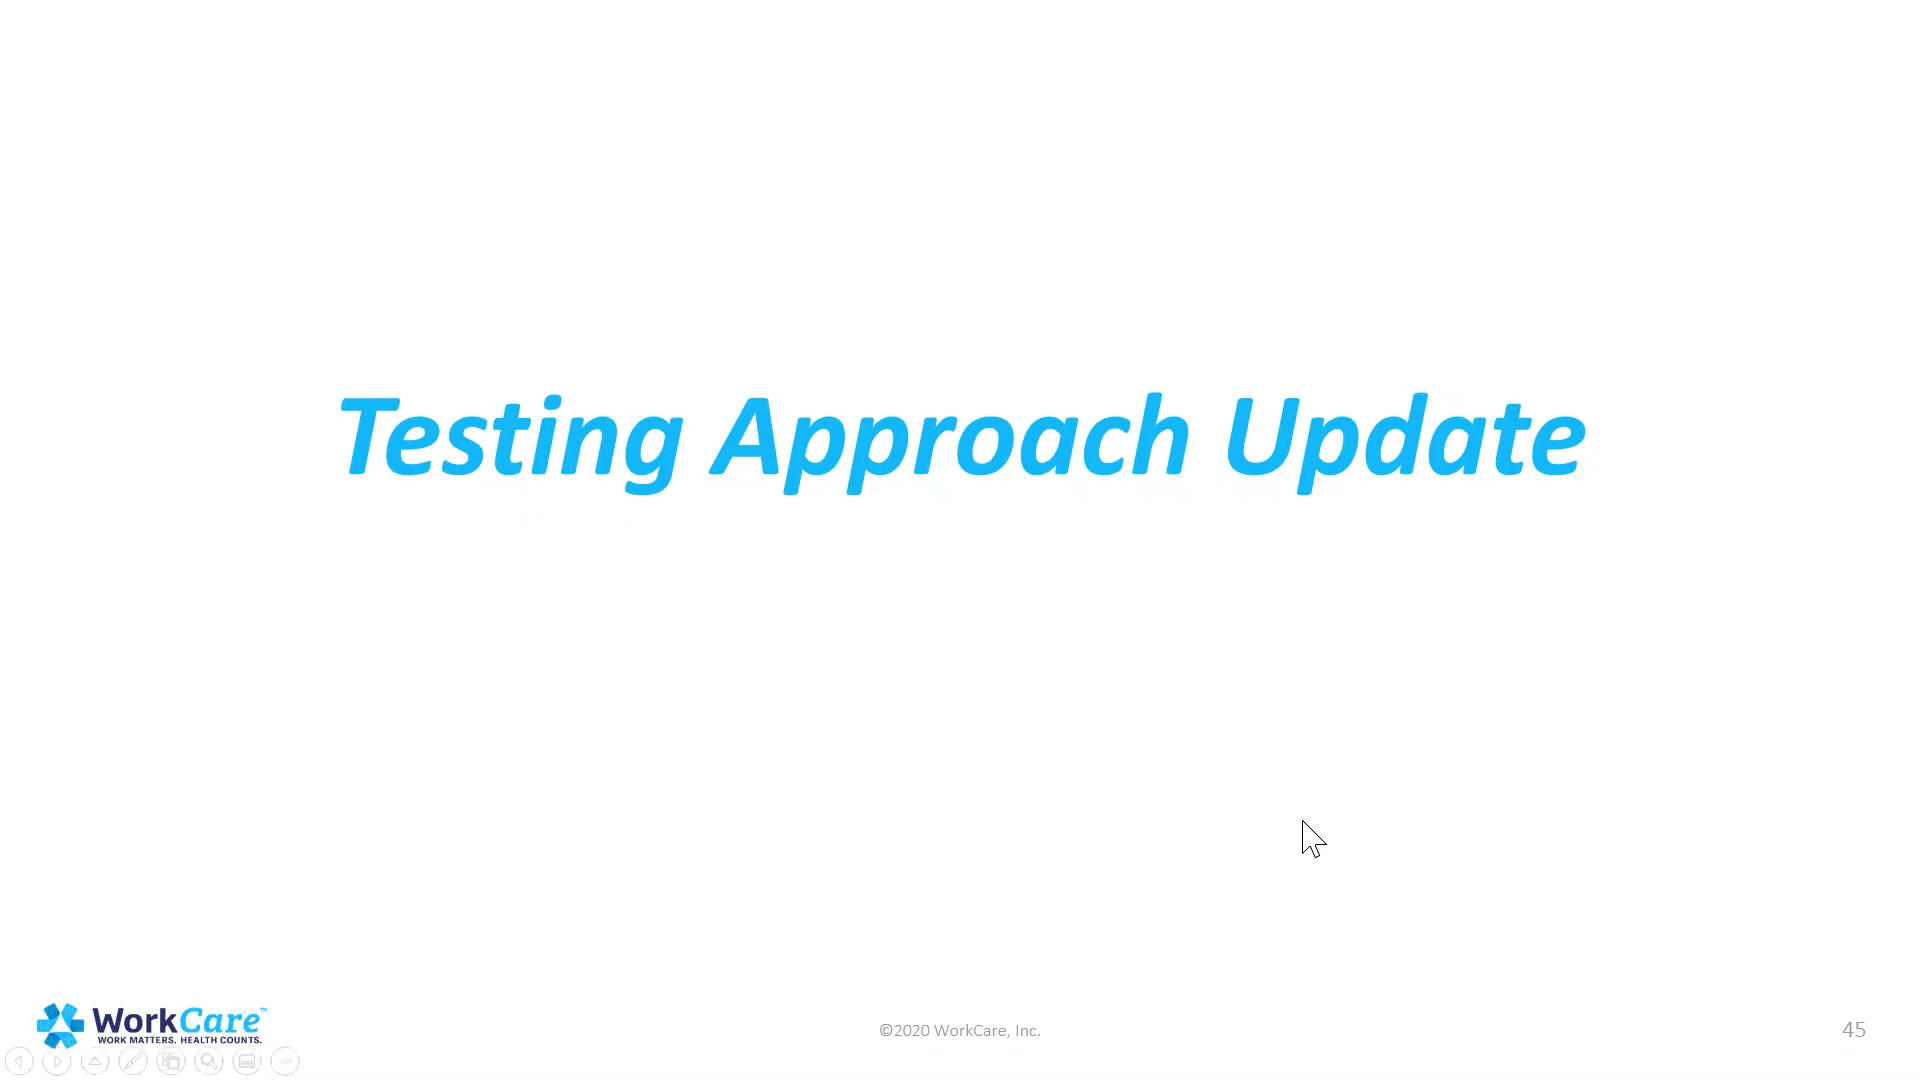 Testing Approach Update
WorkCare™
WORK MATTERS. HEALTH COUNTS.
©2020 WorkCare, Inc.
45